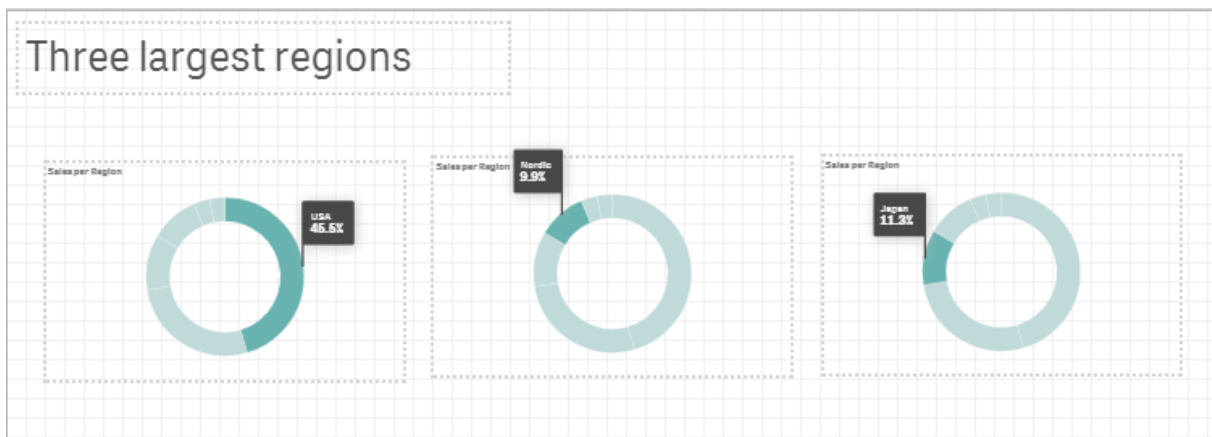 Three largest regions
Sales per Region
USA
45.5%
Sales per Region
Nordic
9.9%
Sales per Region
Japan
11.3%